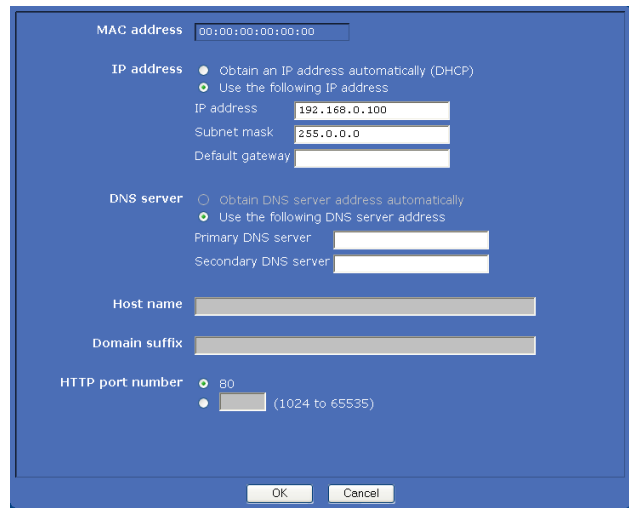 MAC address 00:00:00:00:00:00
IP address Obtain an IP address automatically (DHCP)
Use the following IP address
IP address 192.168.0.100
Subnet mask 255.0.0.0
Default gateway
DNS server Obtain DNS server address automatically
Use the following DNS server address
Primary DNS server
Secondary DNS server
Host name
Domain suffix
HTTP port number 80
(1024 to 65535)
OK Cancel